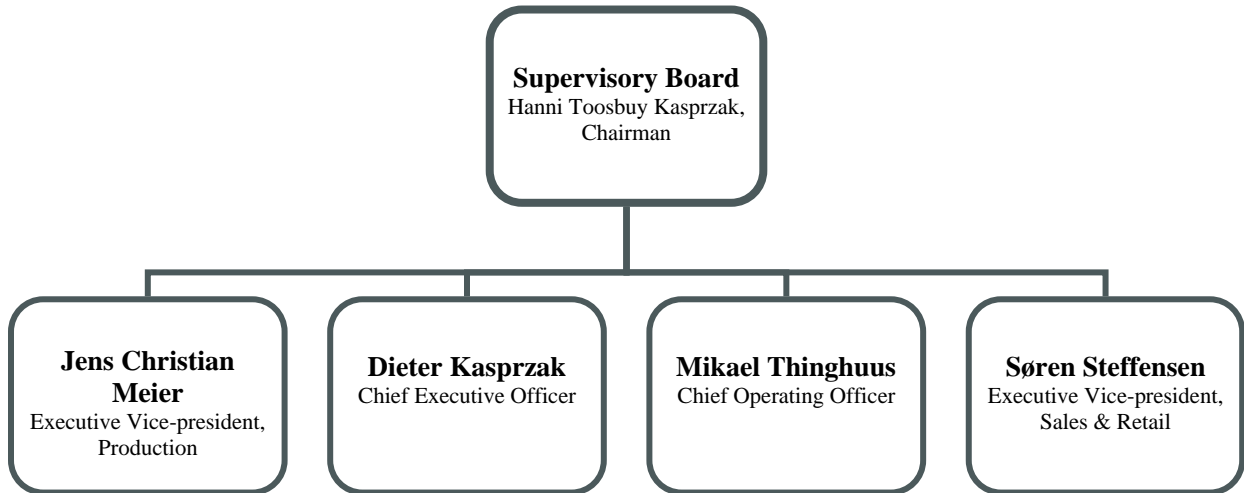 Supervisory Board
Hanni Toosbuy Kasprzak,
Chairman
Jens Christian
Meier
Executive Vice-president,
Production
Dieter Kasprzak
Chief Executive Officer
Mikael Thinghuus
Chief Operating Officer
Søren Steffensen
Executive Vice-president,
Sales & Retail